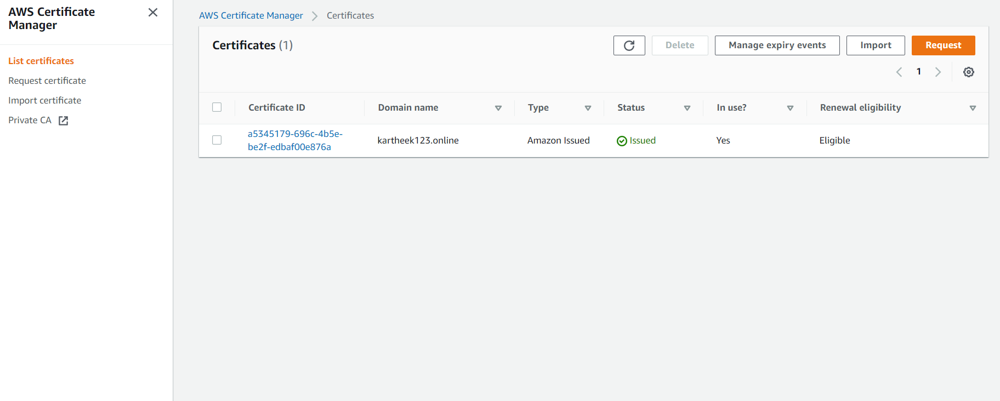 AWS Certificate
Manager
List certificates
Request certificate
Import certificate
Private CA
AWS Certificate Manager Certificates
Certificates (1)
Delete Manage expiry events Import Request
1
Certificate ID Domain name Type Status In use? Renewal eligibility
a5345179-696c-4b5e-
be2f-edbaf00e876a
kartheek123.online Amazon Issued Issued Yes Eligible